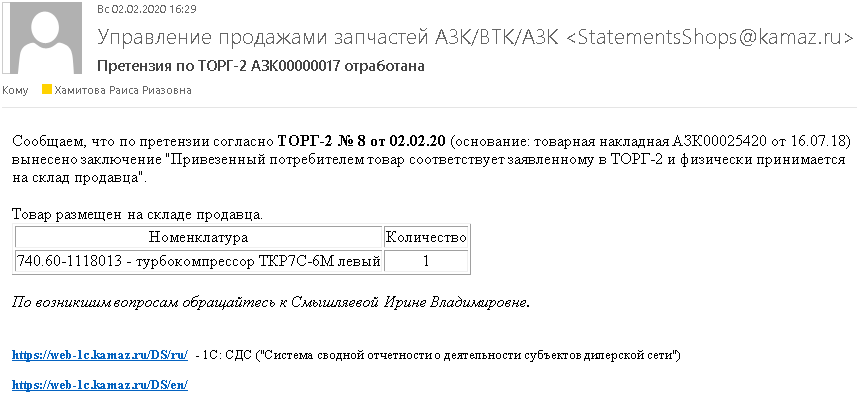 Вс 02.02.2020 16:29
Управление продажами запчастей АЗК/ВТК/АЗК <StatementsShops@kamaz.ru>
Претензия по ТОРГ-2 АЗК00000017 отработана
Кому Хамитова Раиса Риазовна
Сообщаем, что по претензии согласно ТОРГ-2 № 8 от 02.02.20 (основание: товарная накладная АЗК00025420 от 16.07.18)
вынесено заключение "Привезенный потребителем товар соответствует заявленному в ТОРГ-2 и физически принимается
на склад продавца".
Товар размещен на складе продавца.
Номенклатура Количество
740.60-1118013 - турбокомпрессор ТКР7С-6М левый 1
По возникшим вопросам обращайтесь к Смышляевой Ирине Владимировне.
https://web-1c.kamaz.ru/DS/ru/ - 1С: СДС ("Система сводной отчетности о деятельности субъектов дилерской сети")
https://web-1c.kamaz.ru/DS/en/